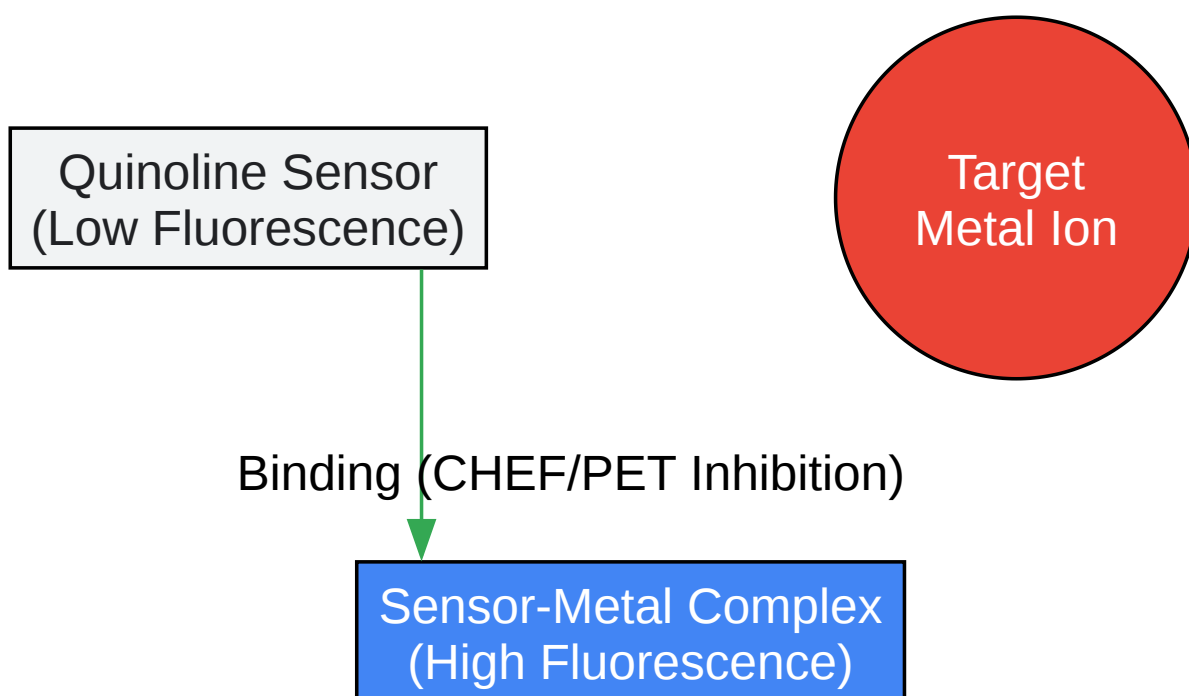 Quinoline Sensor
(Low Fluorescence)
Target
Metal Ion
Binding (CHEF/PET Inhibition)
Sensor-Metal Complex
(High Fluorescence)